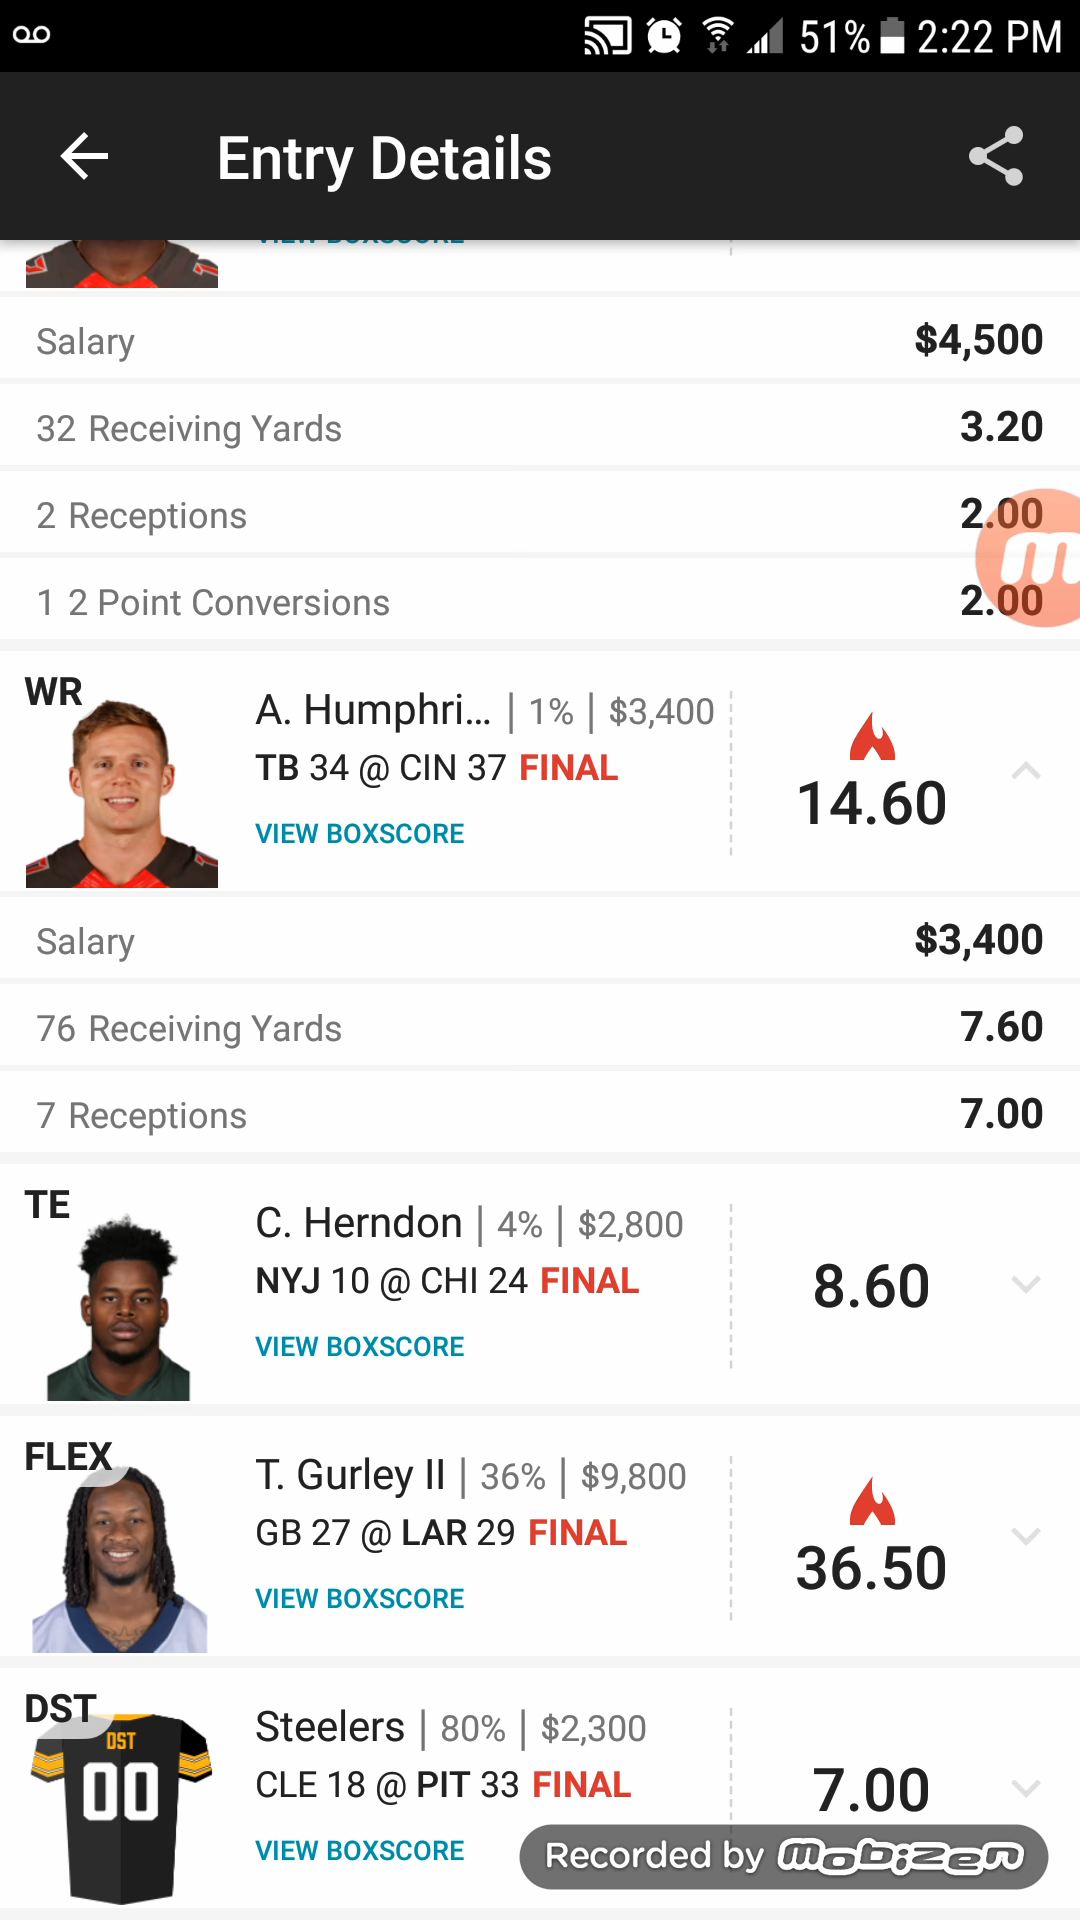 51% 2:22 PM
Entry Details
VIEW BOXSCORE
Salary $4,500
32 Receiving Yards 3.20
2 Receptions 2.00
1 2 Point Conversions 2.00
WR
A. Humphri... | 1% | $3,400
TB 34 @ CIN 37 FINAL
14.60
VIEW BOXSCORE
Salary $3,400
76 Receiving Yards 7.60
7 Receptions 7.00
TE
C. Herndon | 4% | $2,800
NYJ 10 @ CHI 24 FINAL
8.60
VIEW BOXSCORE
FLEX
T. Gurley II | 36% | $9,800
GB 27 @ LAR 29 FINAL
36.50
VIEW BOXSCORE
DST
DST
00
Steelers | 80% | $2,300
CLE 18 @ PIT 33 FINAL
7.00
VIEW BOXSCORE
Recorded by mobizen